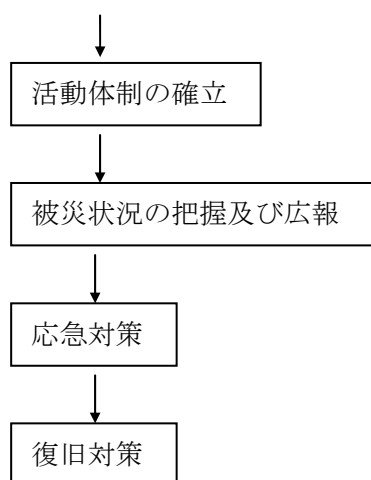 活動体制の確立
被災状況の把握及び広報
応急対策
復旧対策